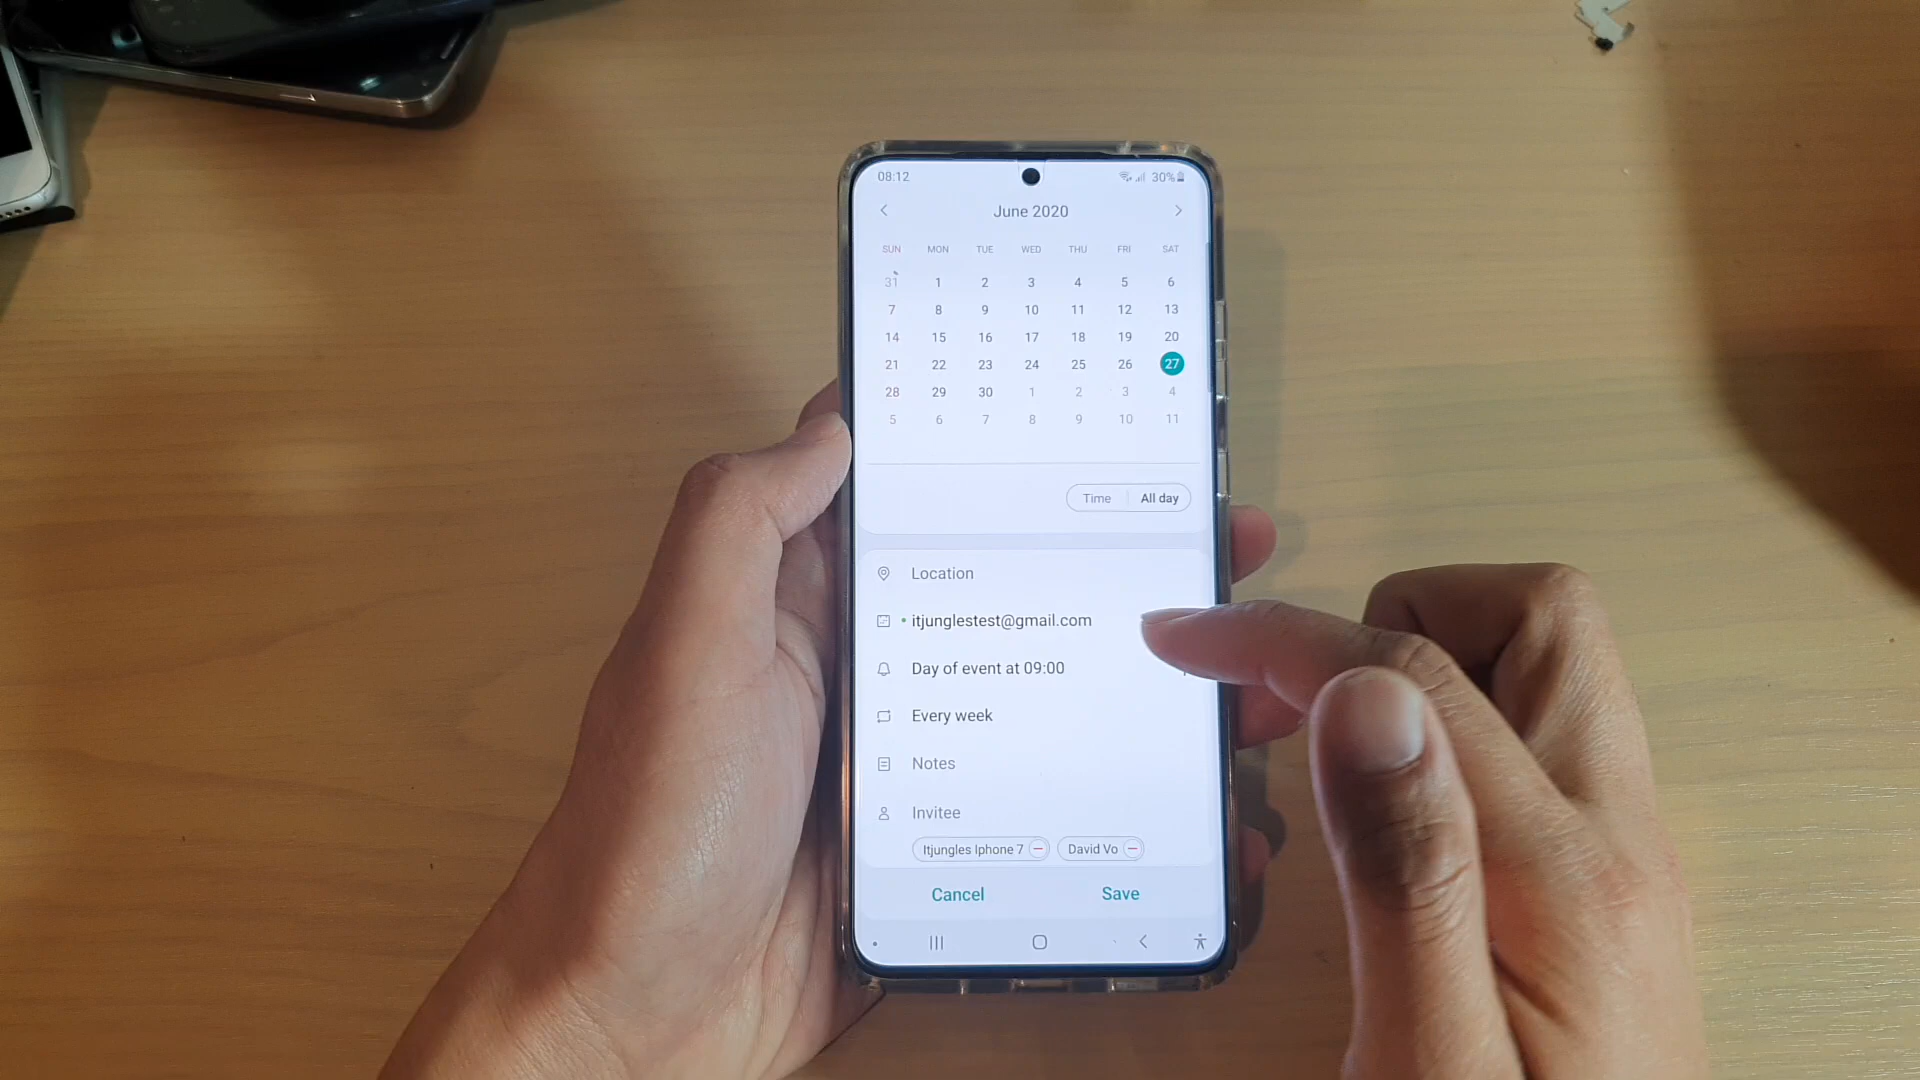 08:12 30%
June 2020
SUN MON TUE WED THU FRI SAT
31 1 2 3 4 5 6
7 8 9 10 11 12 13
14 15 16 17 18 19 20
21 22 23 24 25 26 27
28 29 30 1 2 3 4
5 6 7 8 9 10 11
Time All day
Location
itjunglestest@gmail.com
Day of event at 09:00
Every week
Notes
Invitee
Itjungles Iphone 7 David Vo
Cancel Save